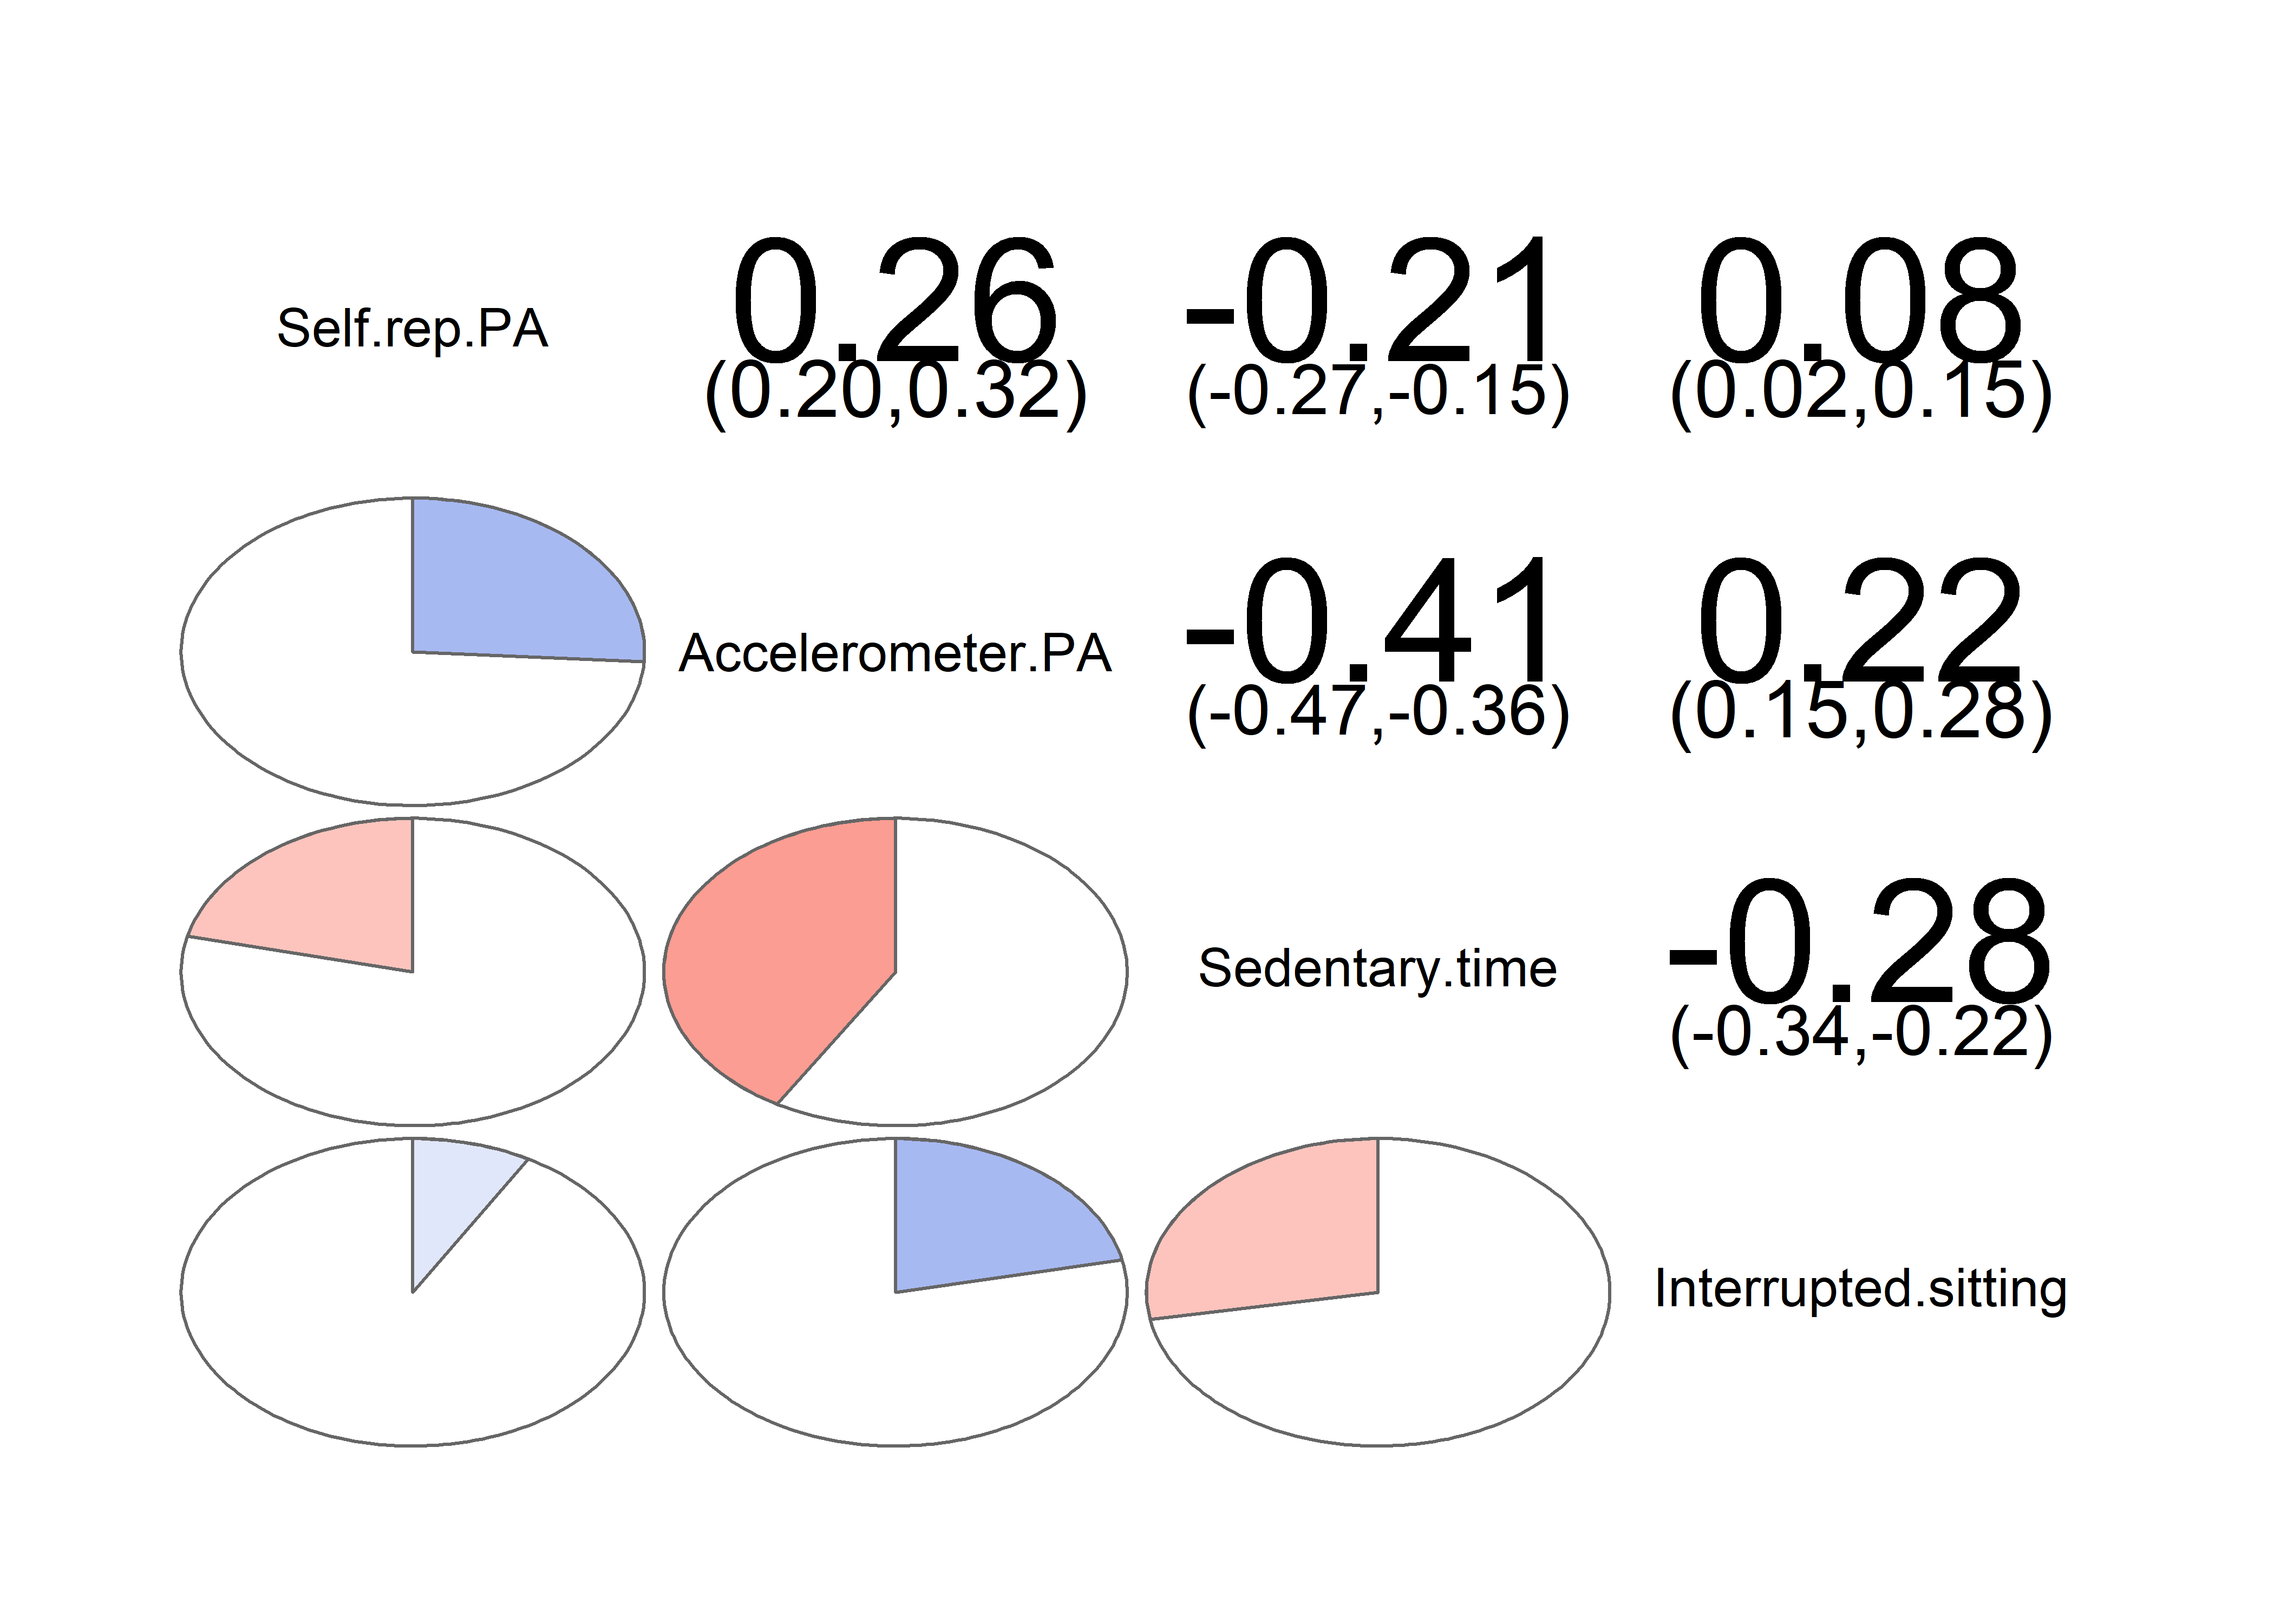 Self.rep.PA 0.26 -0.21 0.08
(0.20,0.32) (-0.27,-0.15) (0.02,0.15)
Accelerometer.PA -0.41 0.22
(-0.47,-0.36) (0.15,0.28)
Sedentary.time -0.28
(-0.34,-0.22)
Interrupted.sitting